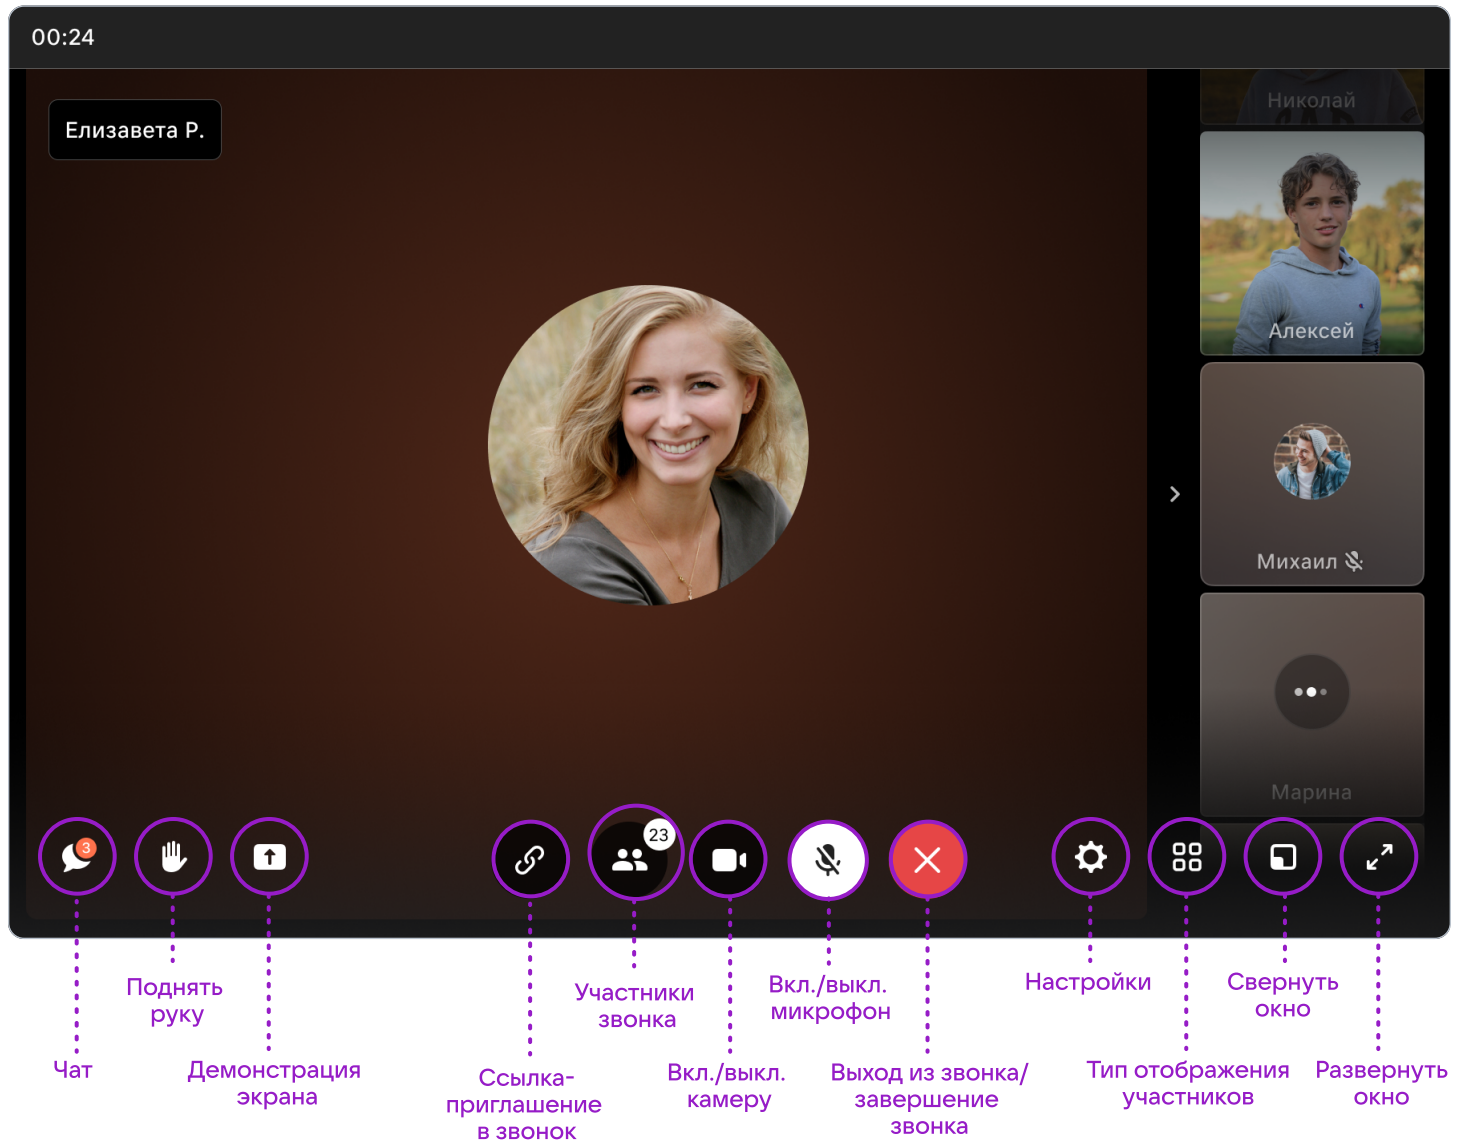 00:24
Елизавета Р.
Николай
Алексей
Михаил
Марина
3
23
Чат
Поднять
руку
Демонстрация
экрана
Ссылка-
приглашение
в звонок
Участники
звонка
Вкл./выкл.
камеру
Вкл./выкл.
микрофон
Выход из звонка/
завершение
звонка
Настройки
Тип отображения
участников
Свернуть
окно
Развернуть
окно